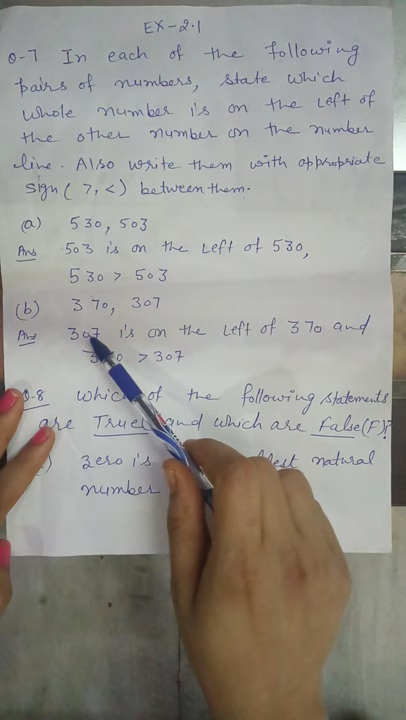 EX-2.1
Q-7 In each of the following
pairs of numbers, state which
whole number is on the left of
the other number on the number
line. Also write them with appropriate
sign ( >, <) between them.
(a) 530, 503
Ans 503 is on the left of 530,
530 > 503
(b) 370, 307
Ans 307 is on the left of 370 and
> 307
Q-8 which of the following statements
are True and which are False(F)?
zero is natural
number